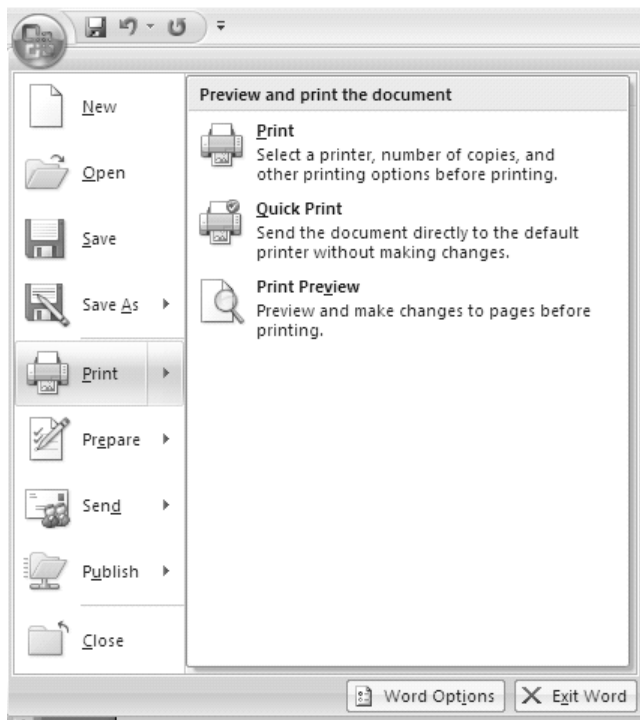 New
Open
Save
Save As
Print
Prepare
Send
Publish
Close
Preview and print the document
Print
Select a printer, number of copies, and
other printing options before printing.
Quick Print
Send the document directly to the default
printer without making changes.
Print Preview
Preview and make changes to pages before
printing.
Word Options
Exit Word